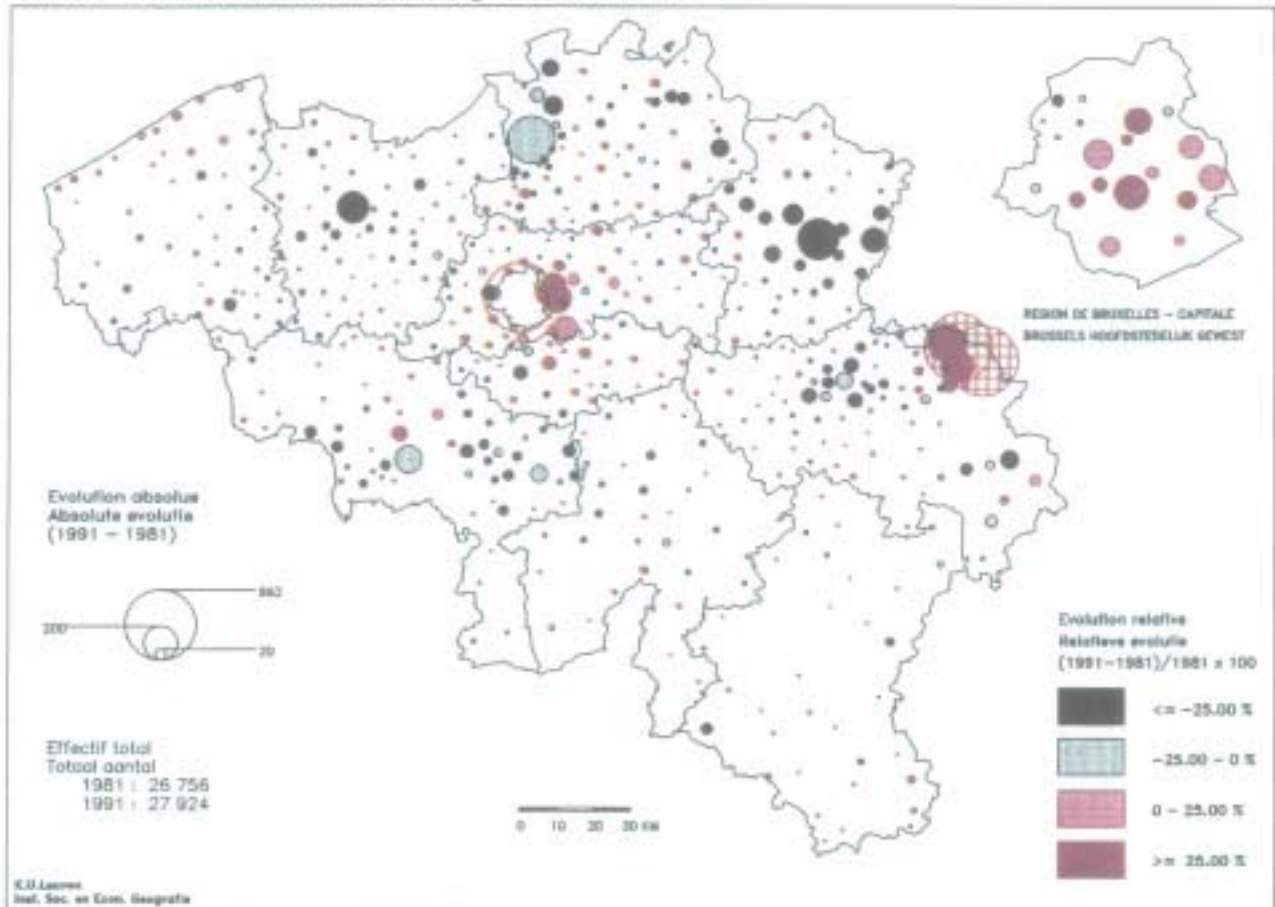 REGION DE BRUXELLES - CAPITALE
BRUSSELS HOOFDSTEDELIJK GEWEST
Evolution absolue
Absolute evolutie
(1991 - 1981)
862
200
20
Effectif total
Totaal aantal
1981 : 26 756
1991 : 27 924
0 10 20 30 km
Evolution relative
Relatieve evolutie
(1991-1981)/1981 x 100
<= -25.00 %
-25.00 - 0 %
0 - 25.00 %
>= 25.00 %
K.U.Leuven
Inst. Soc. en Econ. Geografie